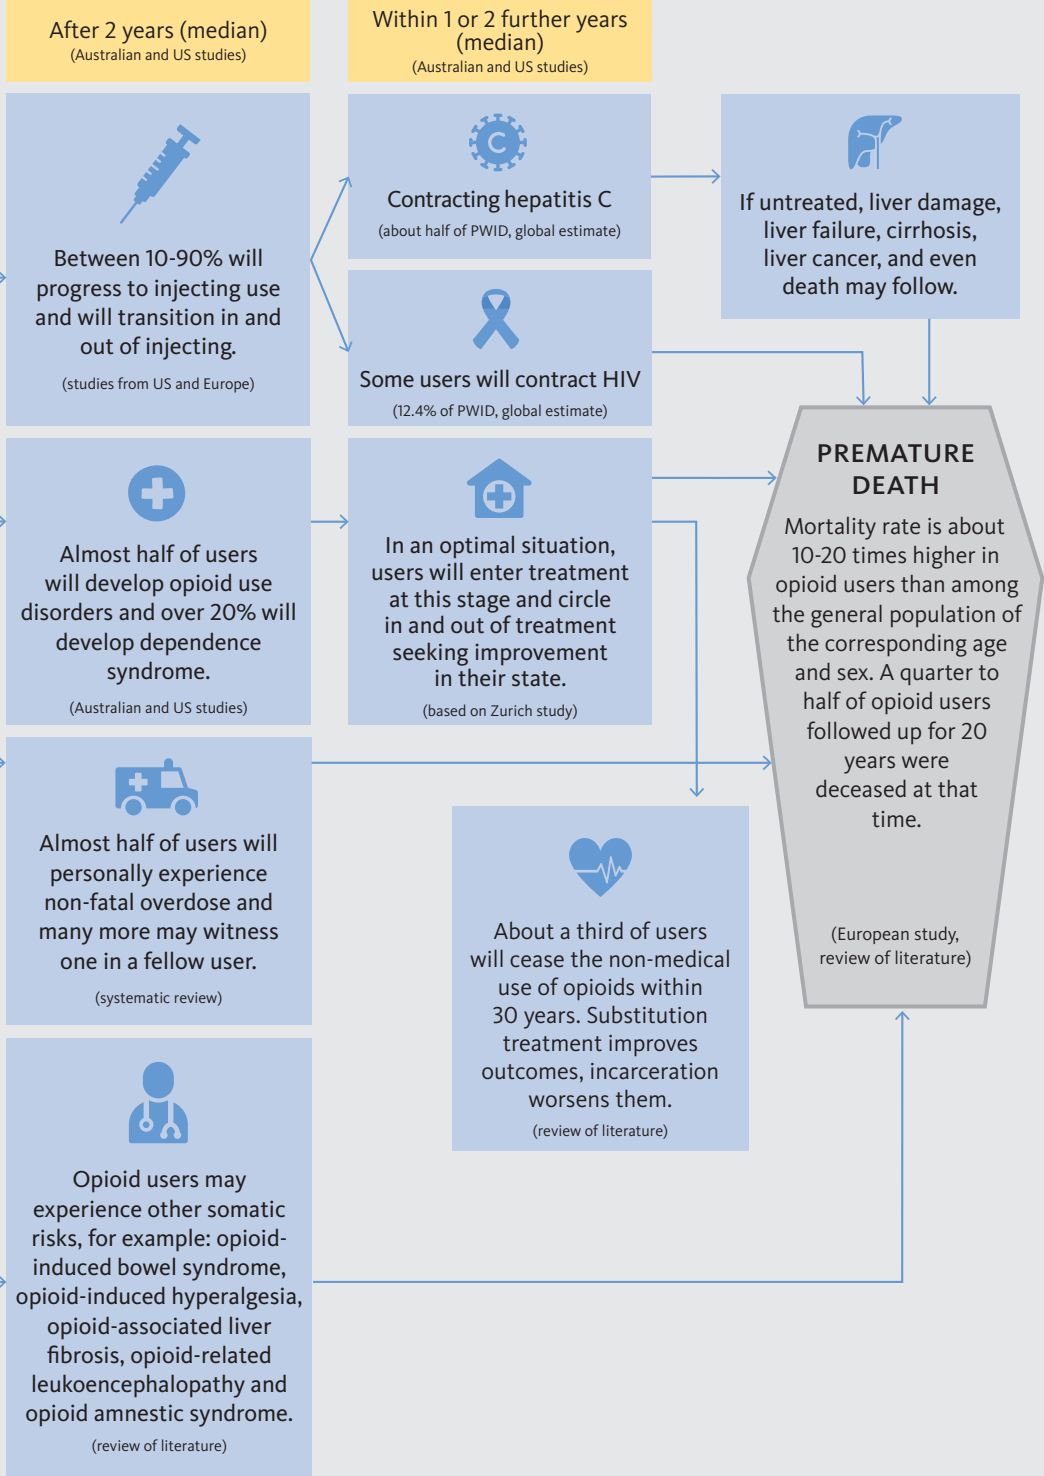 After 2 years (median)
(Australian and US studies)
Within 1 or 2 further years
(median)
(Australian and US studies)
Between 10-90% will
progress to injecting use
and will transition in and
out of injecting.
(studies from US and Europe)
C
Contracting hepatitis C
(about half of PWID, global estimate)
If untreated, liver damage,
liver failure, cirrhosis,
liver cancer, and even
death may follow.
Some users will contract HIV
(12.4% of PWID, global estimate)
Almost half of users
will develop opioid use
disorders and over 20% will
develop dependence
syndrome.
(Australian and US studies)
In an optimal situation,
users will enter treatment
at this stage and circle
in and out of treatment
seeking improvement
in their state.
(based on Zurich study)
PREMATURE
DEATH
Mortality rate is about
10-20 times higher in
opioid users than among
the general population of
the corresponding age
and sex. A quarter to
half of opioid users
followed up for 20
years were
deceased at that
time.
(European study,
review of literature)
Almost half of users will
personally experience
non-fatal overdose and
many more may witness
one in a fellow user.
(systematic review)
About a third of users
will cease the non-medical
use of opioids within
30 years. Substitution
treatment improves
outcomes, incarceration
worsens them.
(review of literature)
Opioid users may
experience other somatic
risks, for example: opioid-
induced bowel syndrome,
opioid-induced hyperalgesia,
opioid-associated liver
fibrosis, opioid-related
leukoencephalopathy and
opioid amnestic syndrome.
(review of literature)